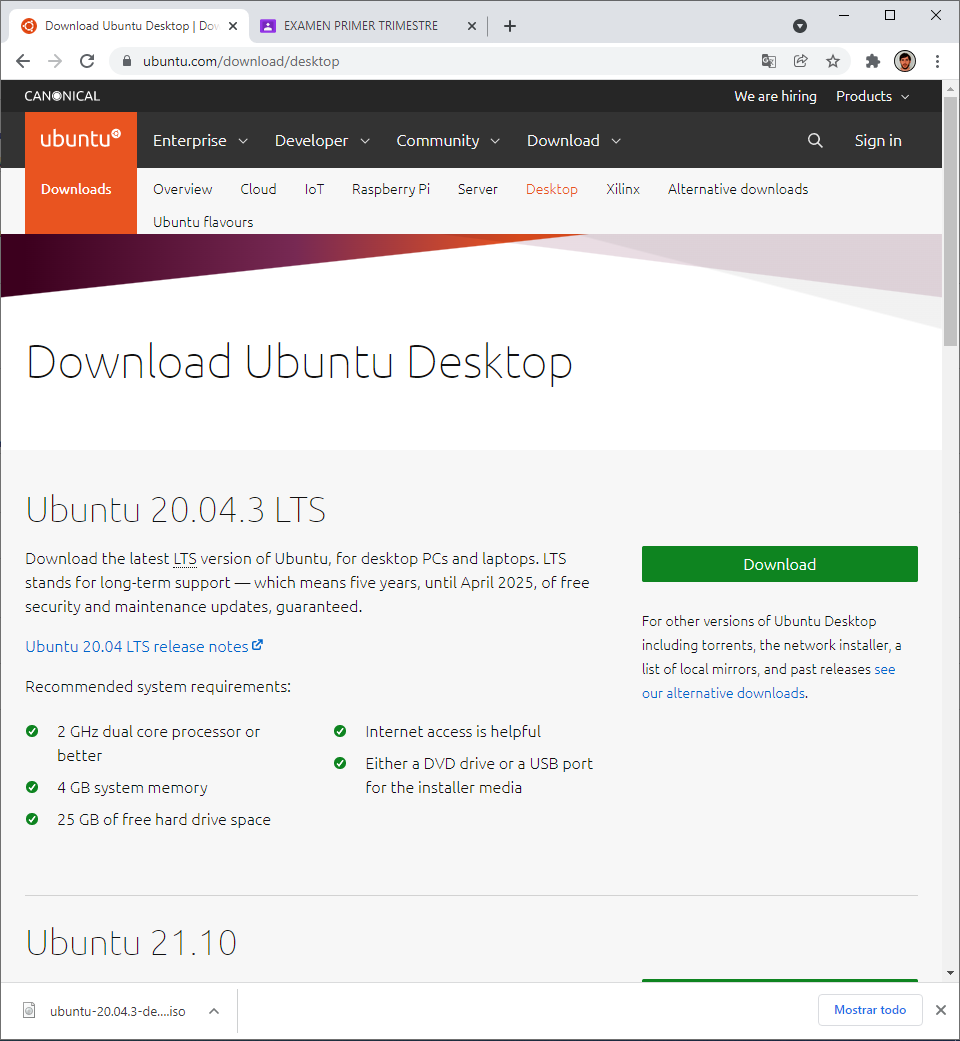 Download Ubuntu Desktop | Dow
EXAMEN PRIMER TRIMESTRE
ubuntu.com/download/desktop
CANONICAL
We are hiring
Products
ubuntu
Enterprise
Developer
Community
Download
Sign in
Downloads
Overview
Cloud
IoT
Raspberry Pi
Server
Desktop
Xilinx
Alternative downloads
Ubuntu flavours
Download Ubuntu Desktop
Ubuntu 20.04.3 LTS
Download the latest LTS version of Ubuntu, for desktop PCs and laptops. LTS
stands for long-term support — which means five years, until April 2025, of free
security and maintenance updates, guaranteed.
Ubuntu 20.04 LTS release notes
Recommended system requirements:
2 GHz dual core processor or
better
4 GB system memory
25 GB of free hard drive space
Internet access is helpful
Either a DVD drive or a USB port
for the installer media
Download
For other versions of Ubuntu Desktop
including torrents, the network installer, a
list of local mirrors, and past releases see
our alternative downloads.
Ubuntu 21.10
ubuntu-20.04.3-de....iso
Mostrar todo